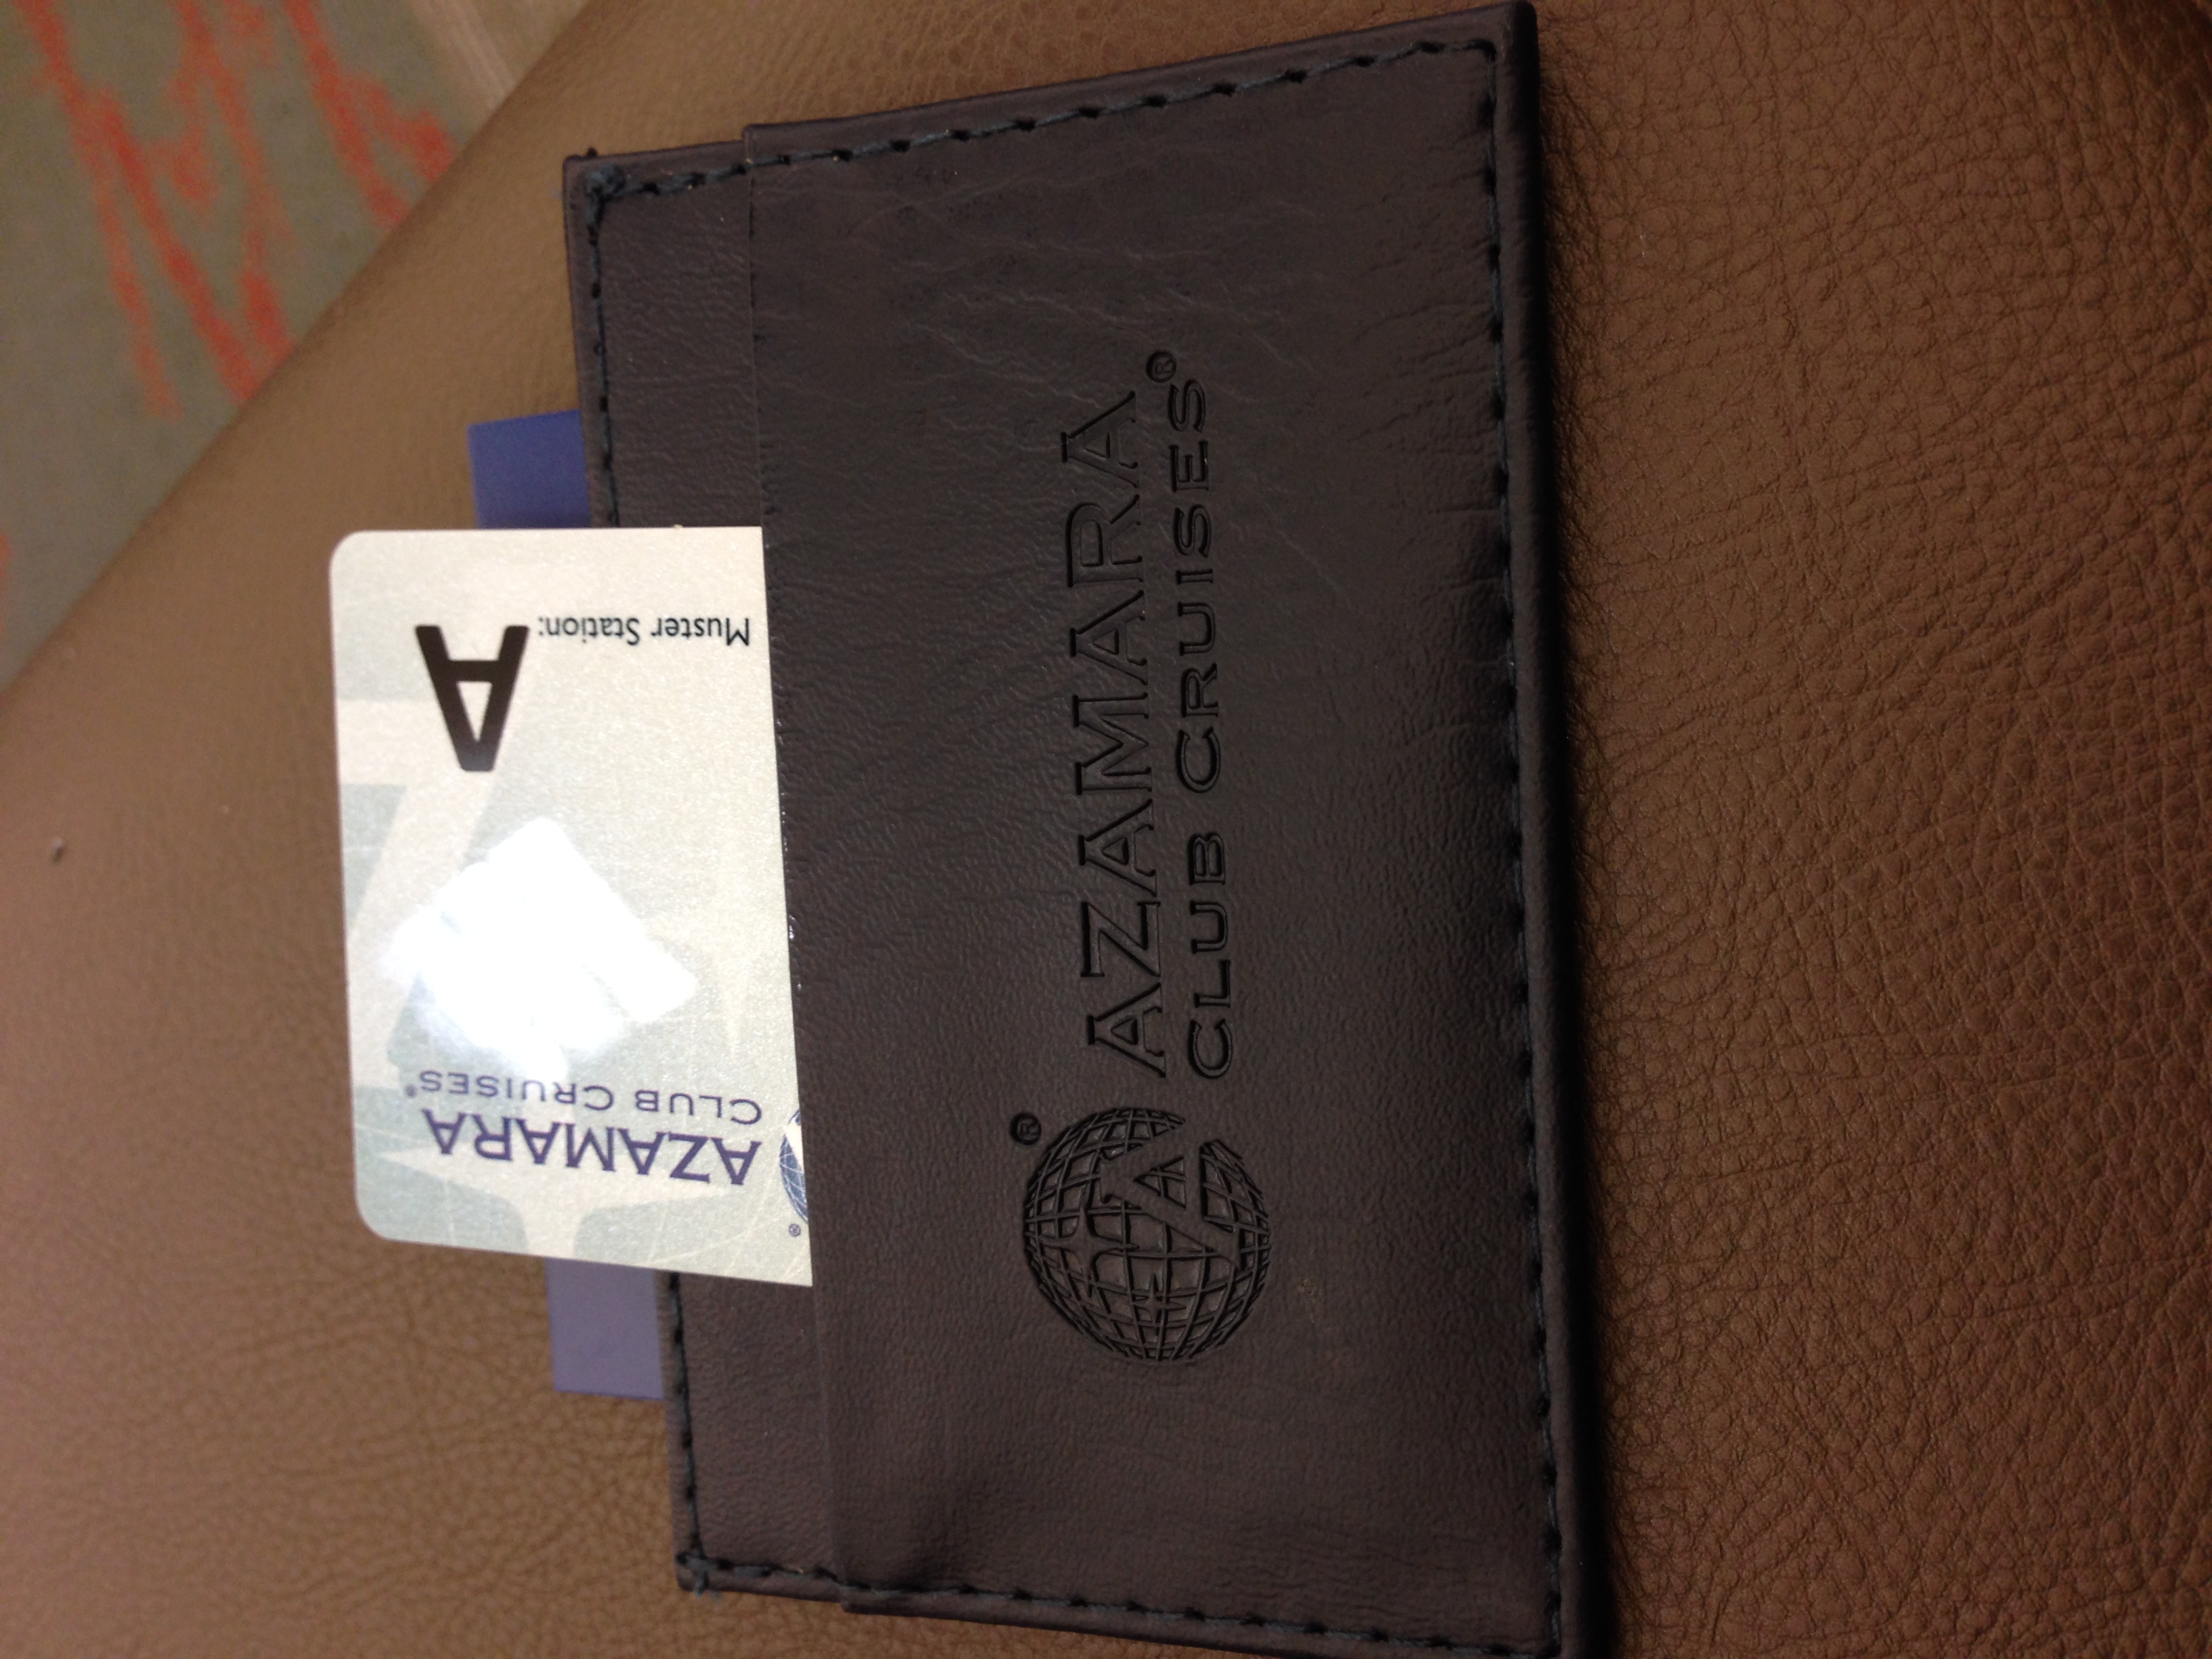 Muster Station:
A
AZAMARA
CLUB CRUISES®
®
®
AZAMARA
CLUB CRUISES®